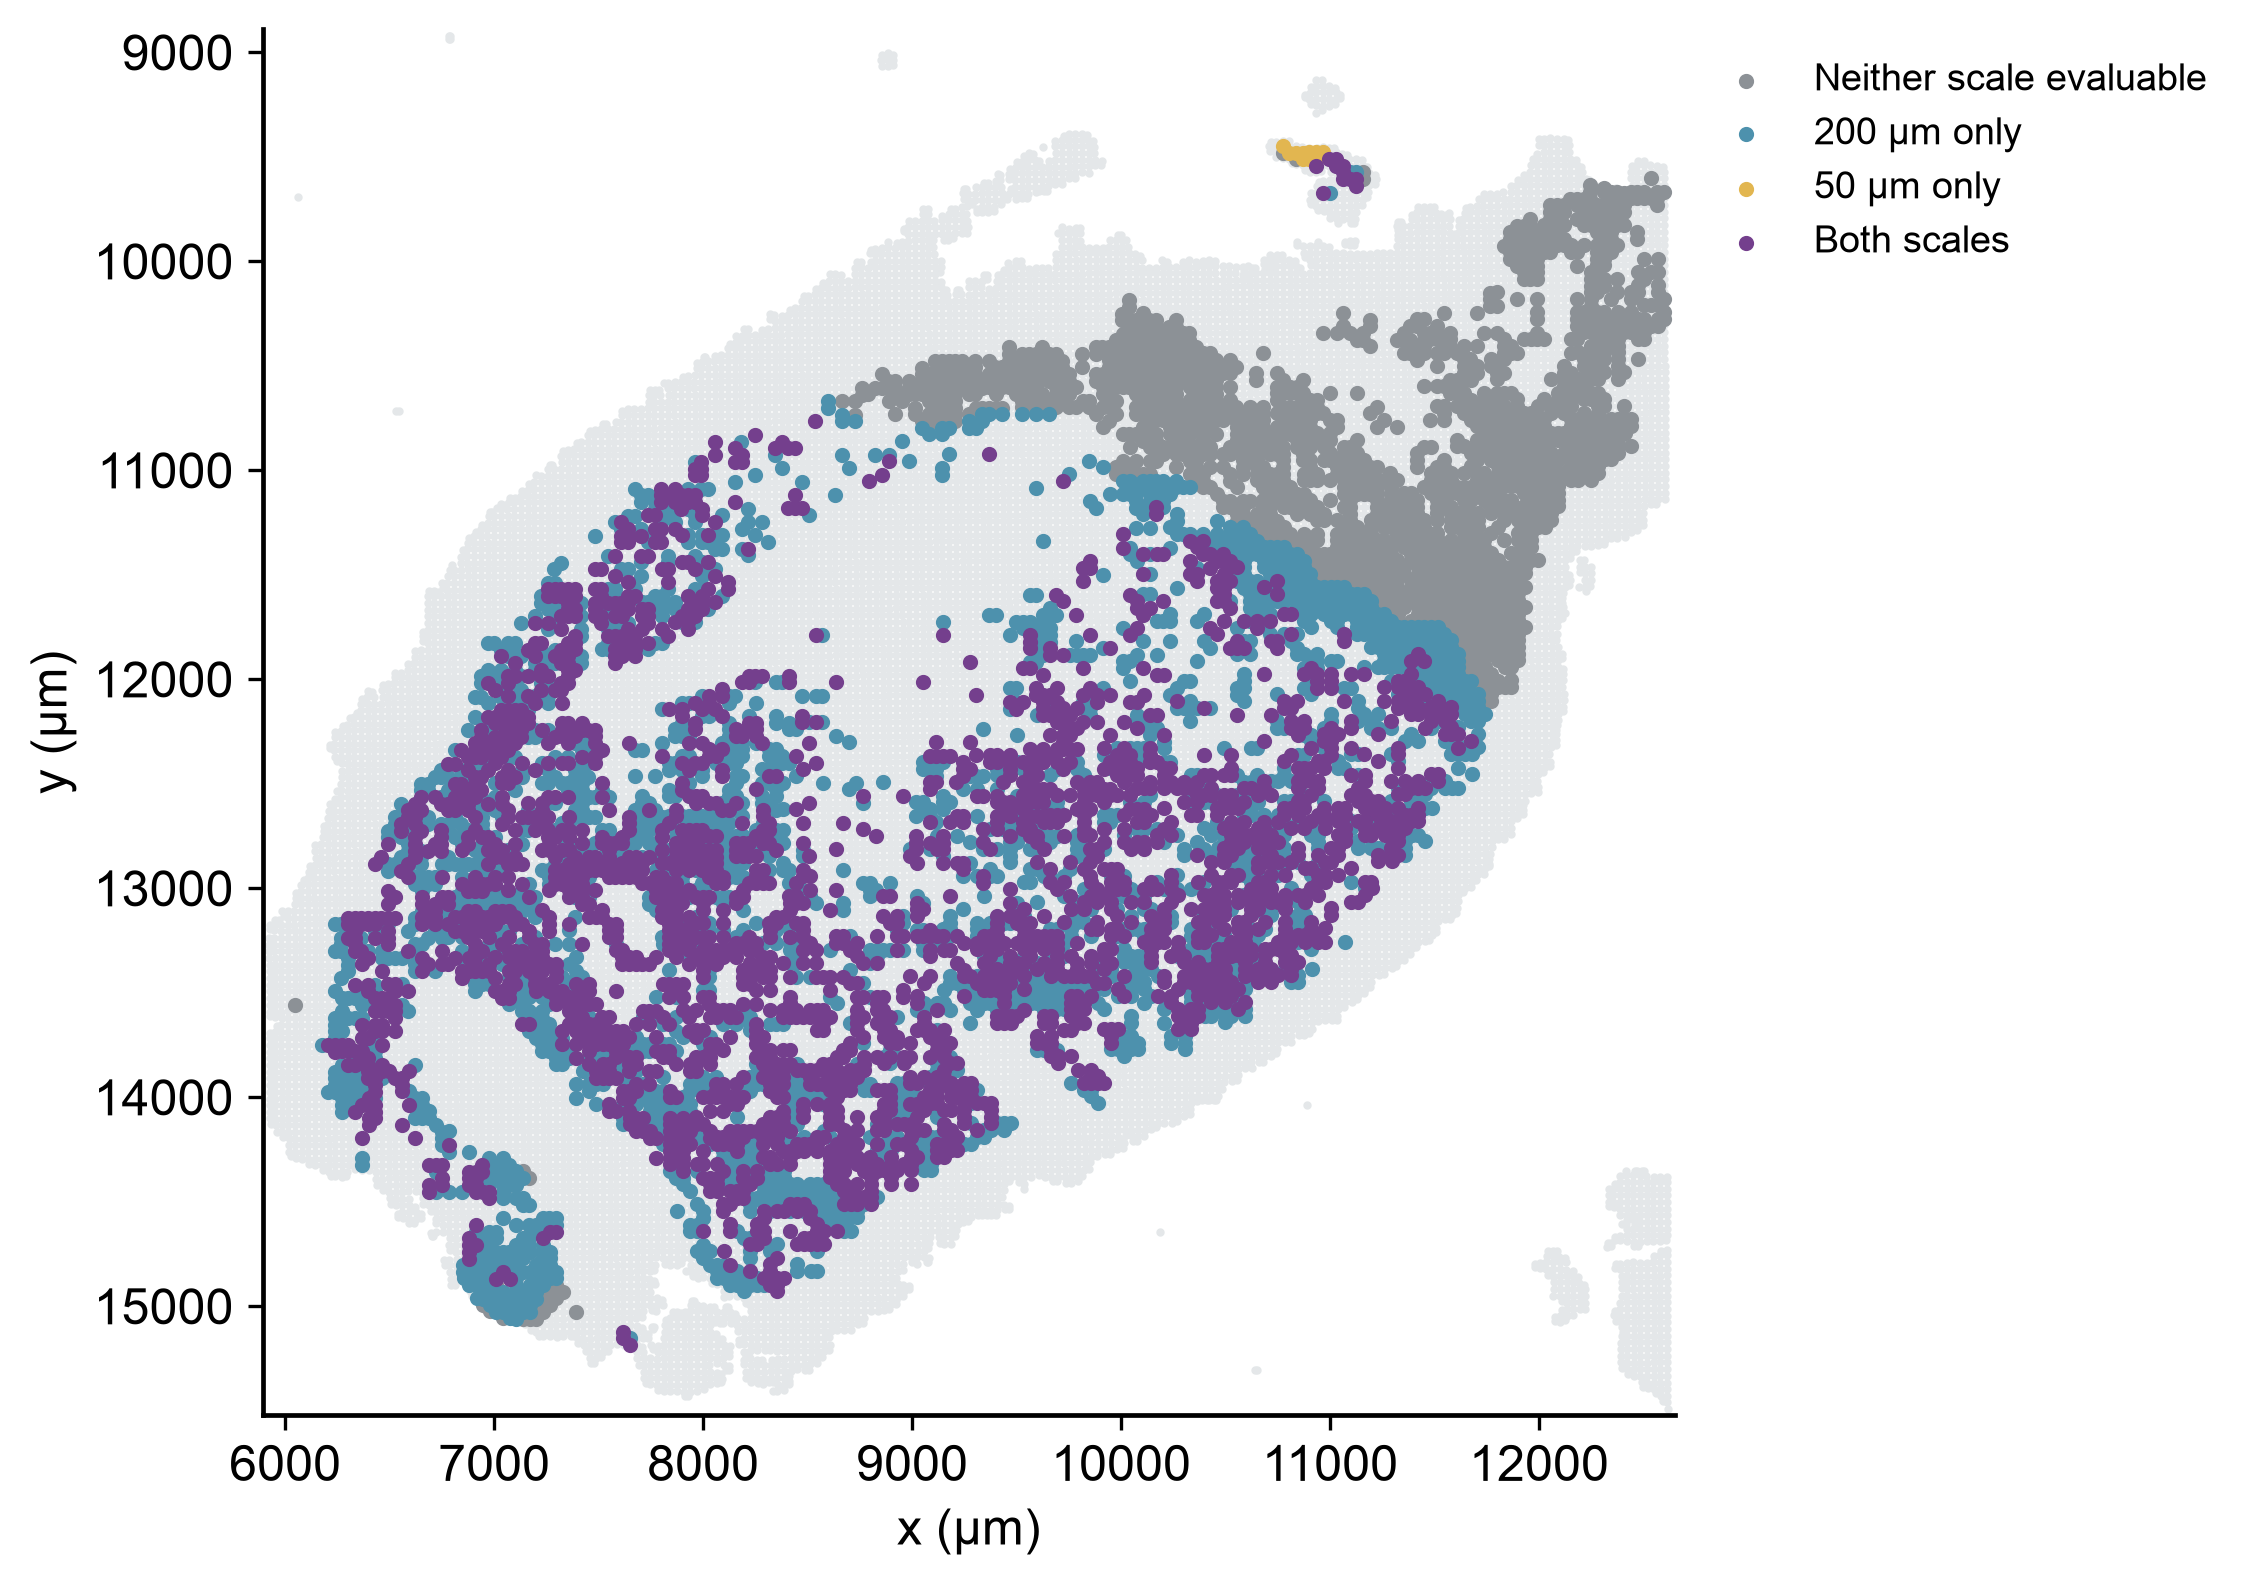 9000
10000
11000
12000
13000
14000
15000
y (µm)
6000 7000 8000 9000 10000 11000 12000
x (µm)
Neither scale evaluable
200 µm only
50 µm only
Both scales